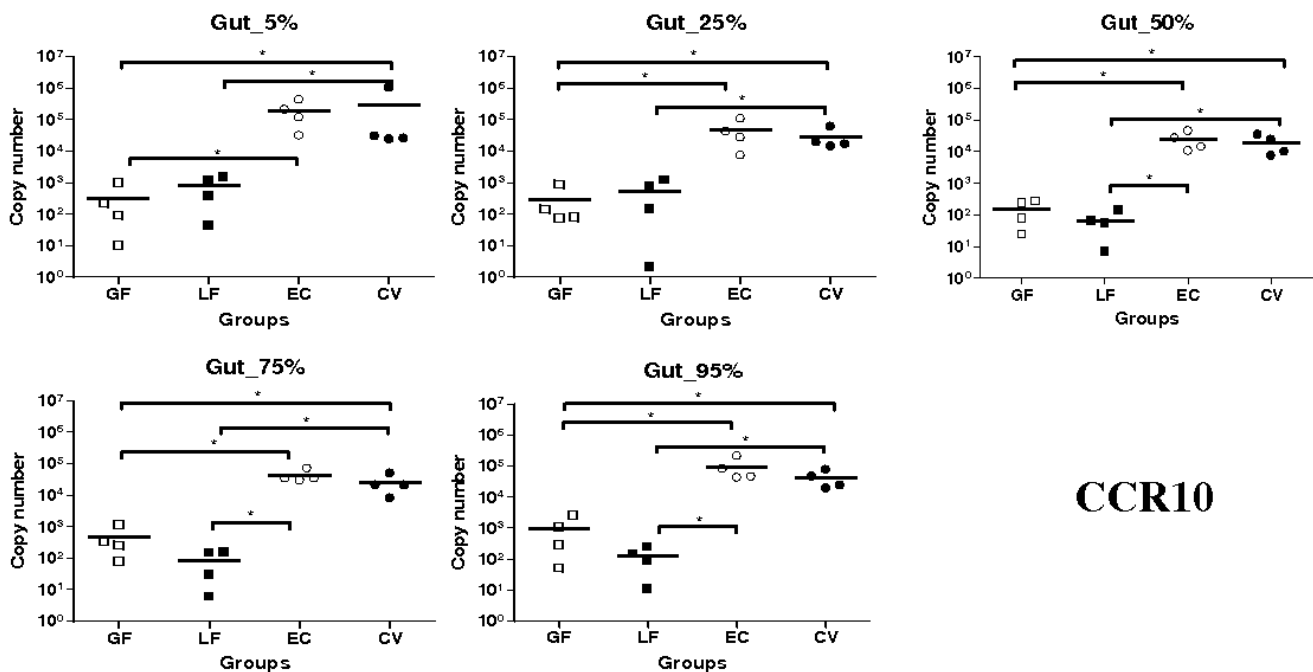 Gut_5%
Copy number
10⁷
10⁶
10⁵
10⁴
10³
10²
10¹
10⁰
*
*
*
GF LF EC CV
Groups
Gut_25%
Copy number
10⁷
10⁶
10⁵
10⁴
10³
10²
10¹
10⁰
*
*
*
GF LF EC CV
Groups
Gut_50%
Copy number
10⁷
10⁶
10⁵
10⁴
10³
10²
10¹
10⁰
*
*
*
*
GF LF EC CV
Groups
Gut_75%
Copy number
10⁷
10⁶
10⁵
10⁴
10³
10²
10¹
10⁰
*
*
*
*
GF LF EC CV
Groups
Gut_95%
Copy number
10⁷
10⁶
10⁵
10⁴
10³
10²
10¹
10⁰
*
*
*
*
GF LF EC CV
Groups
CCR10